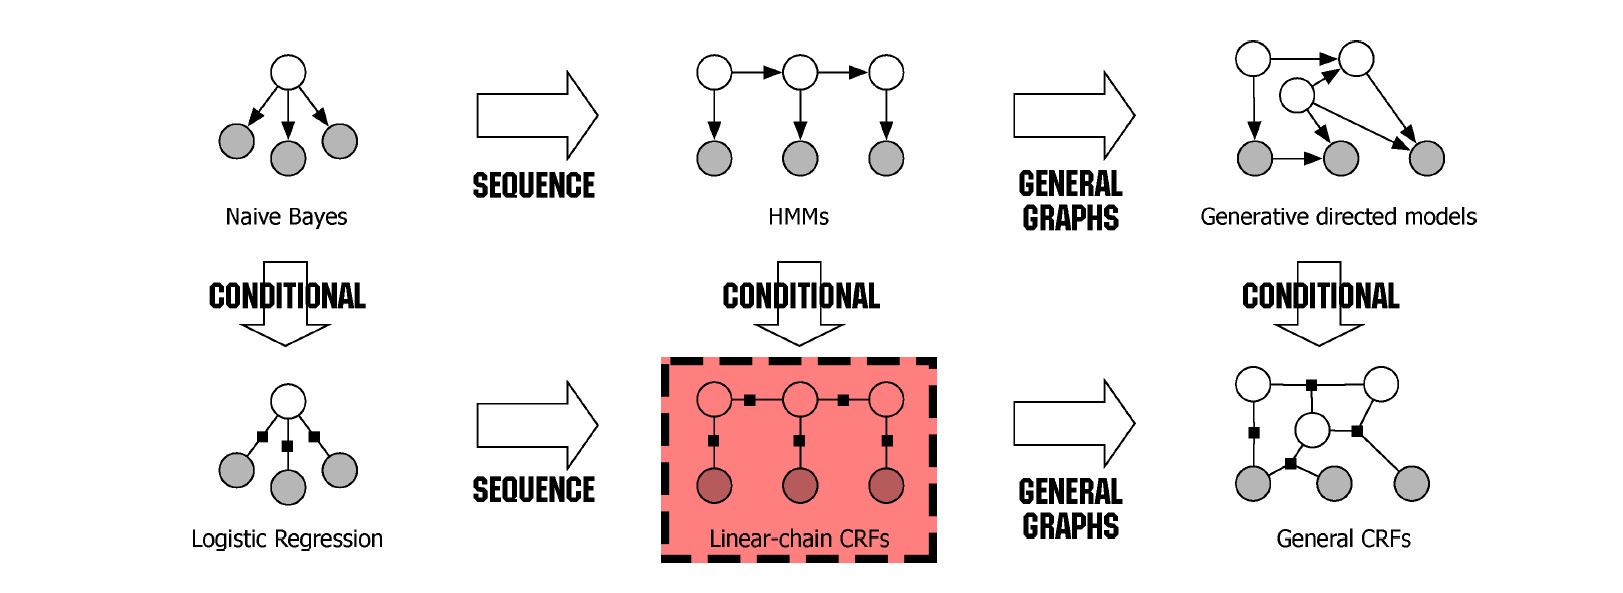 SEQUENCE
GENERAL
GRAPHS
Naive Bayes
HMMs
Generative directed models
CONDITIONAL
CONDITIONAL
CONDITIONAL
SEQUENCE
GENERAL
GRAPHS
Logistic Regression
Linear-chain CRFs
General CRFs